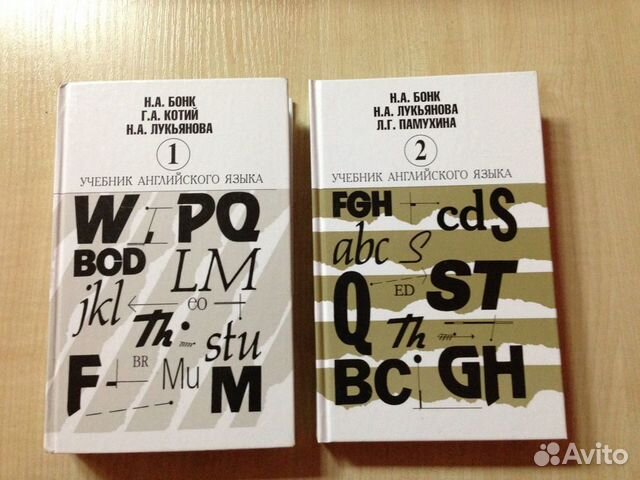 Н.А. БОНК
Г.А. КОТИЙ
Н.А. ЛУКЬЯНОВА
1
УЧЕБНИК АНГЛИЙСКОГО ЯЗЫКА
W PQ
BCD
LM
jkl
EO
Th
stu
BR
F
Mu
M
Н.А. БОНК
Н.А. ЛУКЬЯНОВА
Л.Г. ПАМУХИНА
2
УЧЕБНИК АНГЛИЙСКОГО ЯЗЫКА
FGH
cdS
abc S
Q
ED
ST
Th
BC
GH
Avito